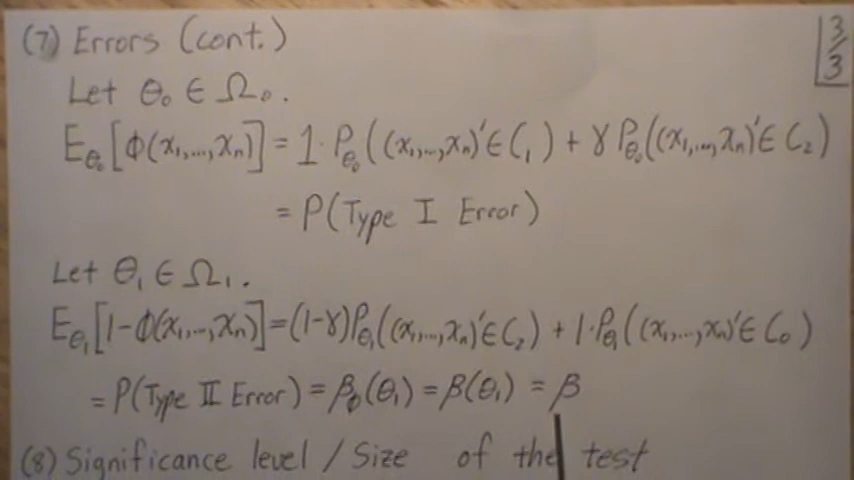 (7) Errors (cont.)
3/3
Let θ₀ ∈ Ω₀.
E_θ₀[ϕ(x₁,...,xₙ)] = 1·P_θ₀((x₁,...,xₙ)'∈C₁) + γP_θ₀((x₁,...,xₙ)'∈C₂)
= P(Type I Error)
Let θ₁ ∈ Ω₁.
E_θ₁[1-ϕ(x₁,...,xₙ)] = (1-γ)P_θ₁((x₁,...,xₙ)'∈C₂) + 1·P_θ₁((x₁,...,xₙ)'∈C₀)
= P(Type II Error) = β_ϕ(θ₁) = β(θ₁) = β
(8) Significance level / Size of the test